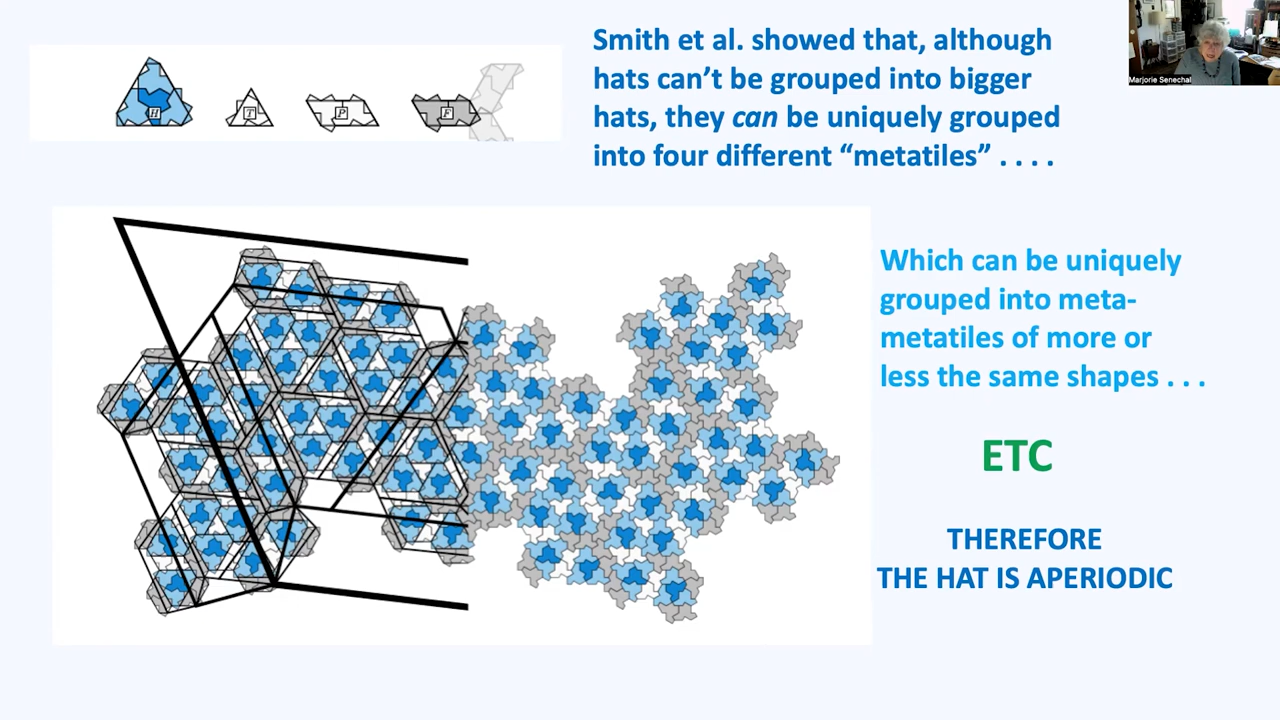 Smith et al. showed that, although
hats can't be grouped into bigger
hats, they can be uniquely grouped
into four different “metatiles” . . . .
Marjorie Senechal
H
T
P
F
Which can be uniquely
grouped into meta-
metatiles of more or
less the same shapes . . .
ETC
THEREFORE
THE HAT IS APERIODIC